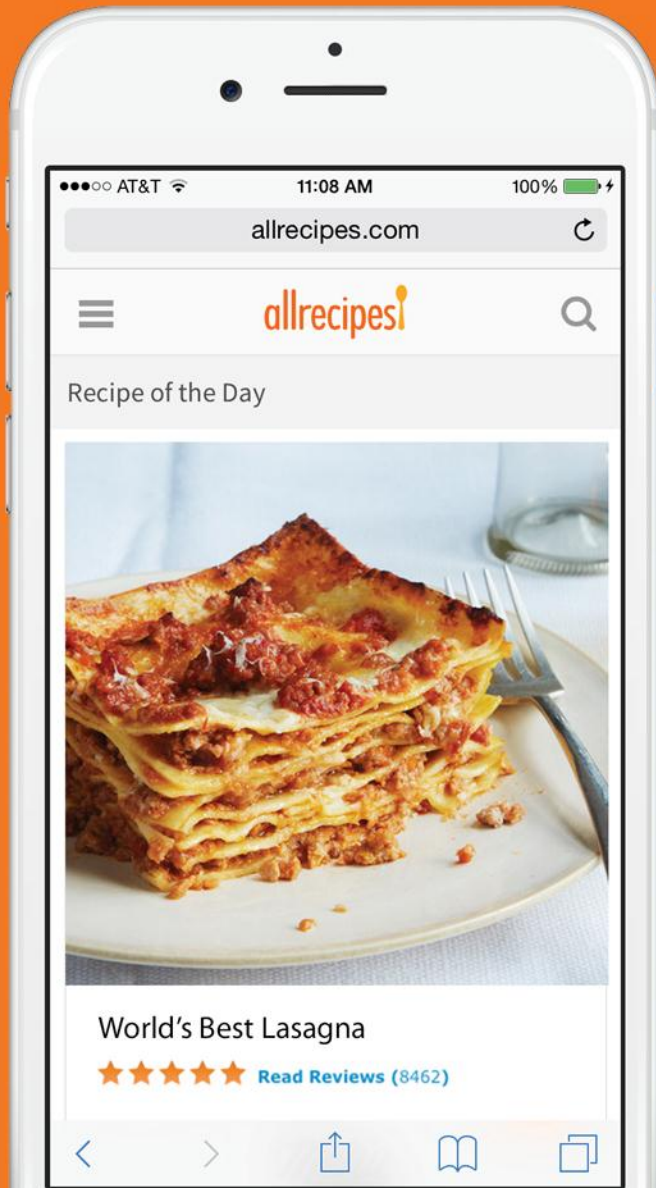 AT&T 11:08 AM 100%
allrecipes.com
allrecipes
Recipe of the Day
World's Best Lasagna
Read Reviews (8462)